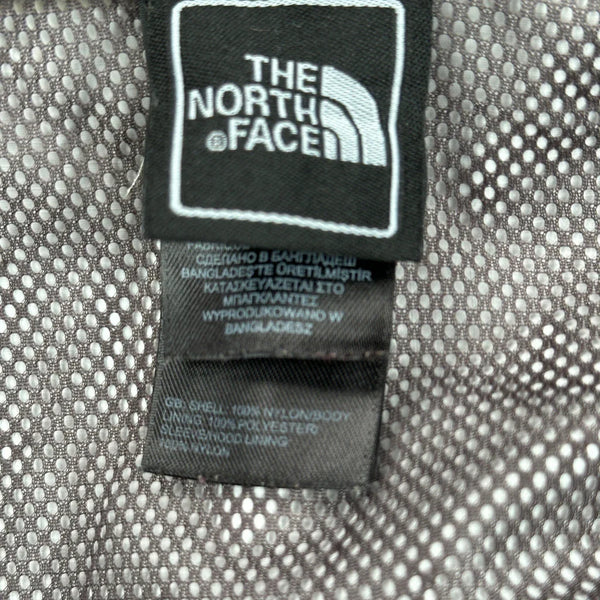 THE
NORTH
FACE
®
СДЕЛАНО В БАНГЛАДЕШ
BANGLADEŞ'TE ÜRETİLMİŞTİR
ΚΑΤΑΣΚΕΥΑΖΕΤΑΙ ΣΤΟ
ΜΠΑΓΚΛΑΝΤΕΣ
WYPRODUKOWANO W
BANGLADESZ
GB: SHELL: 100% NYLON/BODY
LINING: 100% POLYESTER/
SLEEVE/HOOD LINING:
100% NYLON